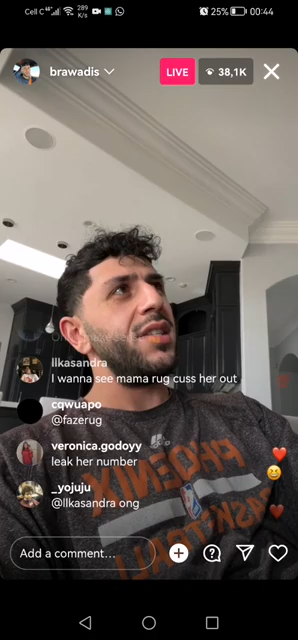 Cell C 289 K/s 25% 00:44
brawadis LIVE 38,1K
llkasandra
I wanna see mama rug cuss her out
cqwuapo
@fazerug
veronica.godoyy
leak her number
_yojuju
@llkasandra ong
PHOENIX
BASKETBALL
Add a comment...